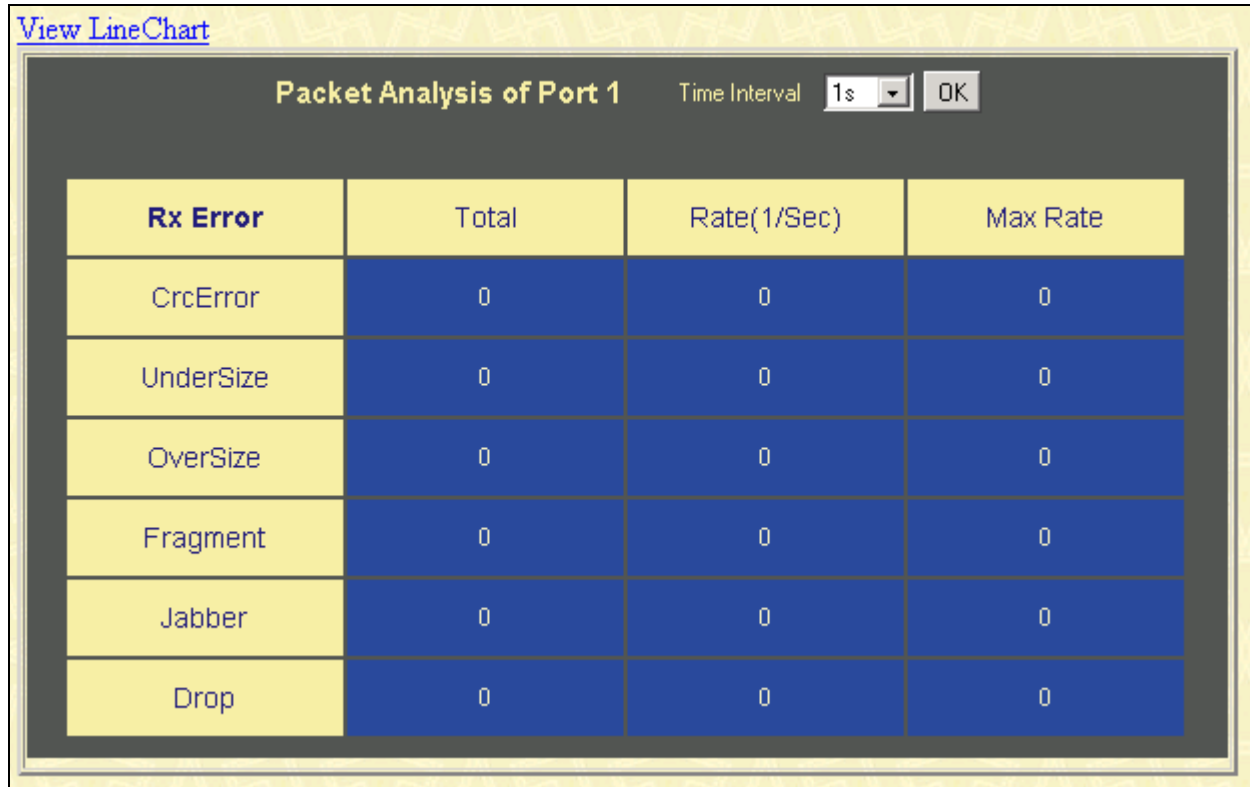 View LineChart
Packet Analysis of Port 1 Time Interval 1s OK
Rx Error Total Rate(1/Sec) Max Rate
CrcError 0 0 0
UnderSize 0 0 0
OverSize 0 0 0
Fragment 0 0 0
Jabber 0 0 0
Drop 0 0 0